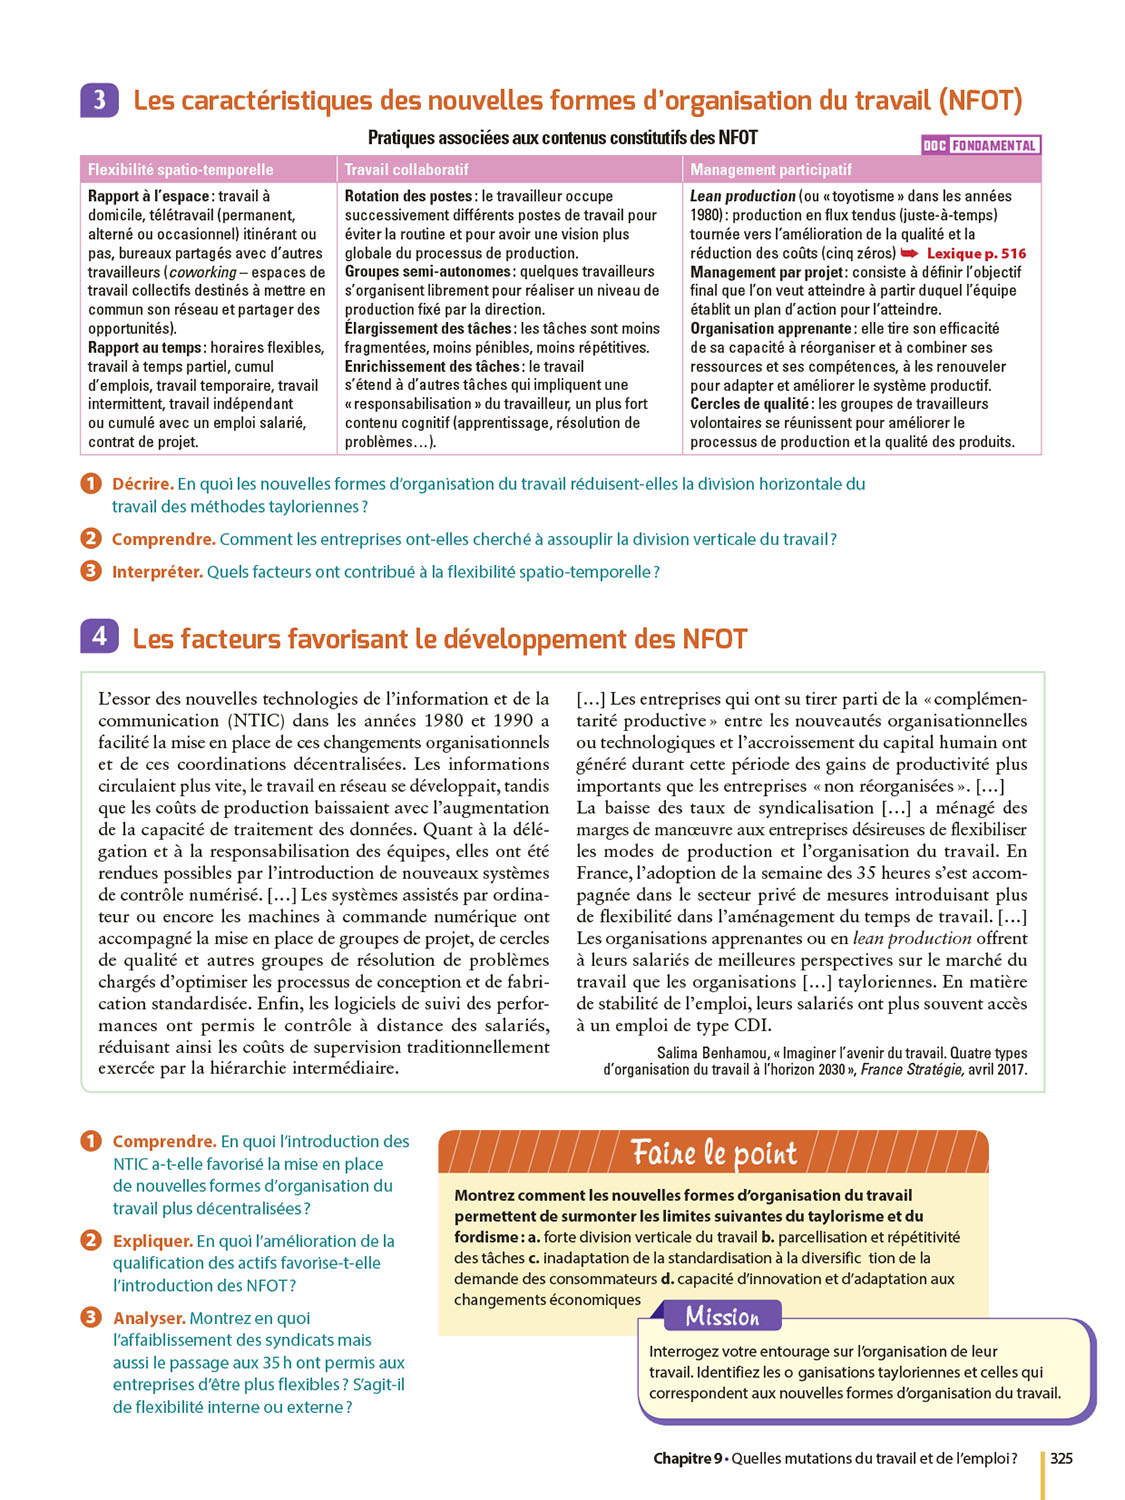 3 Les caractéristiques des nouvelles formes d'organisation du travail (NFOT)
Pratiques associées aux contenus constitutifs des NFOT
DOC FONDAMENTAL
Flexibilité spatio-temporelle
Rapport à l'espace : travail à
domicile, télétravail (permanent,
alterné ou occasionnel) itinérant ou
pas, bureaux partagés avec d'autres
travailleurs (coworking – espaces de
travail collectifs destinés à mettre en
commun son réseau et partager des
opportunités).
Rapport au temps : horaires flexibles,
travail à temps partiel, cumul
d'emplois, travail temporaire, travail
intermittent, travail indépendant
ou cumulé avec un emploi salarié,
contrat de projet.
Travail collaboratif
Rotation des postes : le travailleur occupe
successivement différents postes de travail pour
éviter la routine et pour avoir une vision plus
globale du processus de production.
Groupes semi-autonomes : quelques travailleurs
s'organisent librement pour réaliser un niveau de
production fixé par la direction.
Élargissement des tâches : les tâches sont moins
fragmentées, moins pénibles, moins répétitives.
Enrichissement des tâches : le travail
s'étend à d'autres tâches qui impliquent une
« responsabilisation » du travailleur, un plus fort
contenu cognitif (apprentissage, résolution de
problèmes…).
Management participatif
Lean production (ou « toyotisme » dans les années
1980) : production en flux tendus (juste-à-temps)
tournée vers l'amélioration de la qualité et la
réduction des coûts (cinq zéros) ➥ Lexique p. 516
Management par projet : consiste à définir l'objectif
final que l'on veut atteindre à partir duquel l'équipe
établit un plan d'action pour l'atteindre.
Organisation apprenante : elle tire son efficacité
de sa capacité à réorganiser et à combiner ses
ressources et ses compétences, à les renouveler
pour adapter et améliorer le système productif.
Cercles de qualité : les groupes de travailleurs
volontaires se réunissent pour améliorer le
processus de production et la qualité des produits.
1 Décrire. En quoi les nouvelles formes d'organisation du travail réduisent-elles la division horizontale du
travail des méthodes tayloriennes ?
2 Comprendre. Comment les entreprises ont-elles cherché à assouplir la division verticale du travail ?
3 Interpréter. Quels facteurs ont contribué à la flexibilité spatio-temporelle ?
4 Les facteurs favorisant le développement des NFOT
L'essor des nouvelles technologies de l'information et de la
communication (NTIC) dans les années 1980 et 1990 a
facilité la mise en place de ces changements organisationnels
et de ces coordinations décentralisées. Les informations
circulaient plus vite, le travail en réseau se développait, tandis
que les coûts de production baissaient avec l'augmentation
de la capacité de traitement des données. Quant à la délé-
gation et à la responsabilisation des équipes, elles ont été
rendues possibles par l'introduction de nouveaux systèmes
de contrôle numérisé. […] Les systèmes assistés par ordina-
teur ou encore les machines à commande numérique ont
accompagné la mise en place de groupes de projet, de cercles
de qualité et autres groupes de résolution de problèmes
chargés d'optimiser les processus de conception et de fabri-
cation standardisée. Enfin, les logiciels de suivi des perfor-
mances ont permis le contrôle à distance des salariés,
réduisant ainsi les coûts de supervision traditionnellement
exercée par la hiérarchie intermédiaire.
[…] Les entreprises qui ont su tirer parti de la « complémen-
tarité productive » entre les nouveautés organisationnelles
ou technologiques et l'accroissement du capital humain ont
généré durant cette période des gains de productivité plus
importants que les entreprises « non réorganisées ». […]
La baisse des taux de syndicalisation […] a ménagé des
marges de manœuvre aux entreprises désireuses de flexibiliser
les modes de production et l'organisation du travail. En
France, l'adoption de la semaine des 35 heures s'est accom-
pagnée dans le secteur privé de mesures introduisant plus
de flexibilité dans l'aménagement du temps de travail. […]
Les organisations apprenantes ou en lean production offrent
à leurs salariés de meilleures perspectives sur le marché du
travail que les organisations […] tayloriennes. En matière
de stabilité de l'emploi, leurs salariés ont plus souvent accès
à un emploi de type CDI.
Salima Benhamou, « Imaginer l'avenir du travail. Quatre types
d'organisation du travail à l'horizon 2030 », France Stratégie, avril 2017.
1 Comprendre. En quoi l'introduction des
NTIC a-t-elle favorisé la mise en place
de nouvelles formes d'organisation du
travail plus décentralisées ?
2 Expliquer. En quoi l'amélioration de la
qualification des actifs favorise-t-elle
l'introduction des NFOT ?
3 Analyser. Montrez en quoi
l'affaiblissement des syndicats mais
aussi le passage aux 35 h ont permis aux
entreprises d'être plus flexibles ? S'agit-il
de flexibilité interne ou externe ?
Faire le point
Montrez comment les nouvelles formes d'organisation du travail
permettent de surmonter les limites suivantes du taylorisme et du
fordisme : a. forte division verticale du travail b. parcellisation et répétitivité
des tâches c. inadaptation de la standardisation à la diversific tion de la
demande des consommateurs d. capacité d'innovation et d'adaptation aux
changements économiques
Mission
Interrogez votre entourage sur l'organisation de leur
travail. Identifiez les o ganisations tayloriennes et celles qui
correspondent aux nouvelles formes d'organisation du travail.
Chapitre 9 • Quelles mutations du travail et de l'emploi ? 325